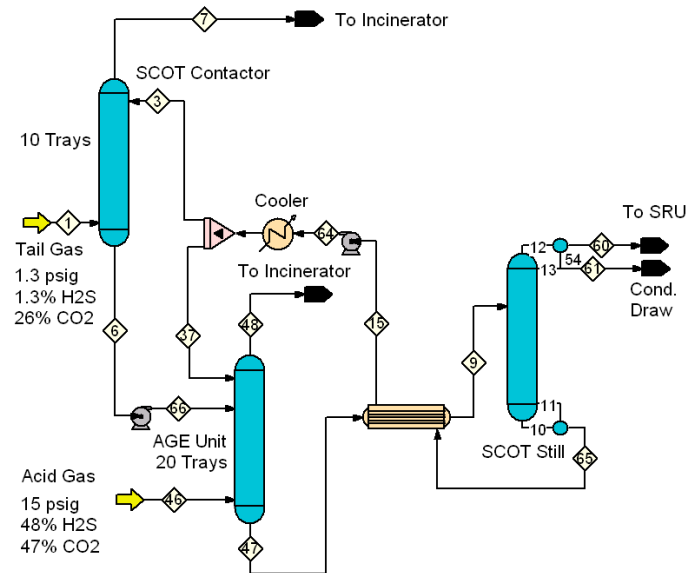 7
To Incinerator
SCOT Contactor
3
10 Trays
Cooler
1
Tail Gas
1.3 psig
1.3% H2S
26% CO2
64
To Incinerator
To SRU
12
60
54
13
61
Cond.
Draw
48
15
6
37
9
66
AGE Unit
20 Trays
11
10
SCOT Still
65
Acid Gas
15 psig
48% H2S
47% CO2
46
47